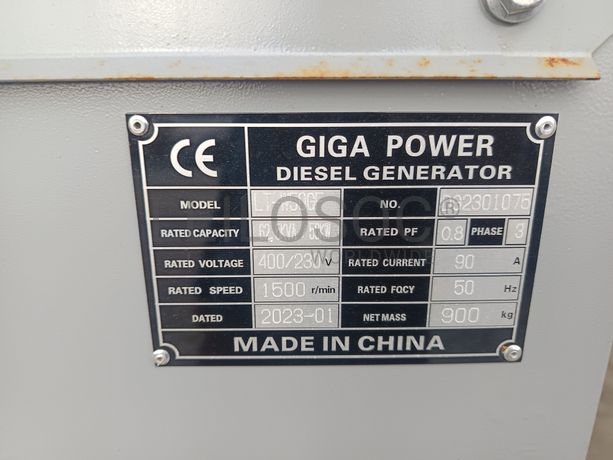 CE
GIGA POWER
DIESEL GENERATOR
MODEL NO.
RATED CAPACITY RATED PF 0.8 PHASE 3
RATED VOLTAGE 400/230 V RATED CURRENT 90 A
RATED SPEED 1500 r/min RATED FQCY 50 Hz
DATED 2023-01 NET MASS 900 kg
MADE IN CHINA
WORLDWIDE